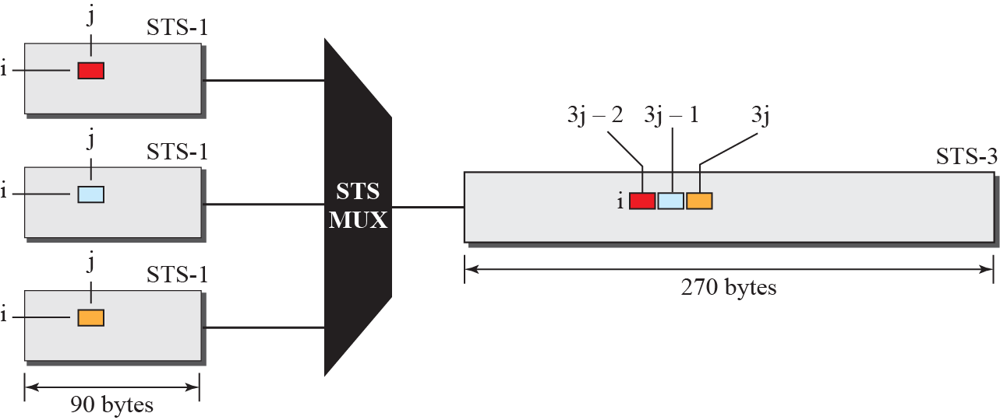 j
STS-1
i
j
STS-1
i
j
STS-1
i
90 bytes
STS
MUX
3j – 2 3j – 1 3j
STS-3
i
270 bytes